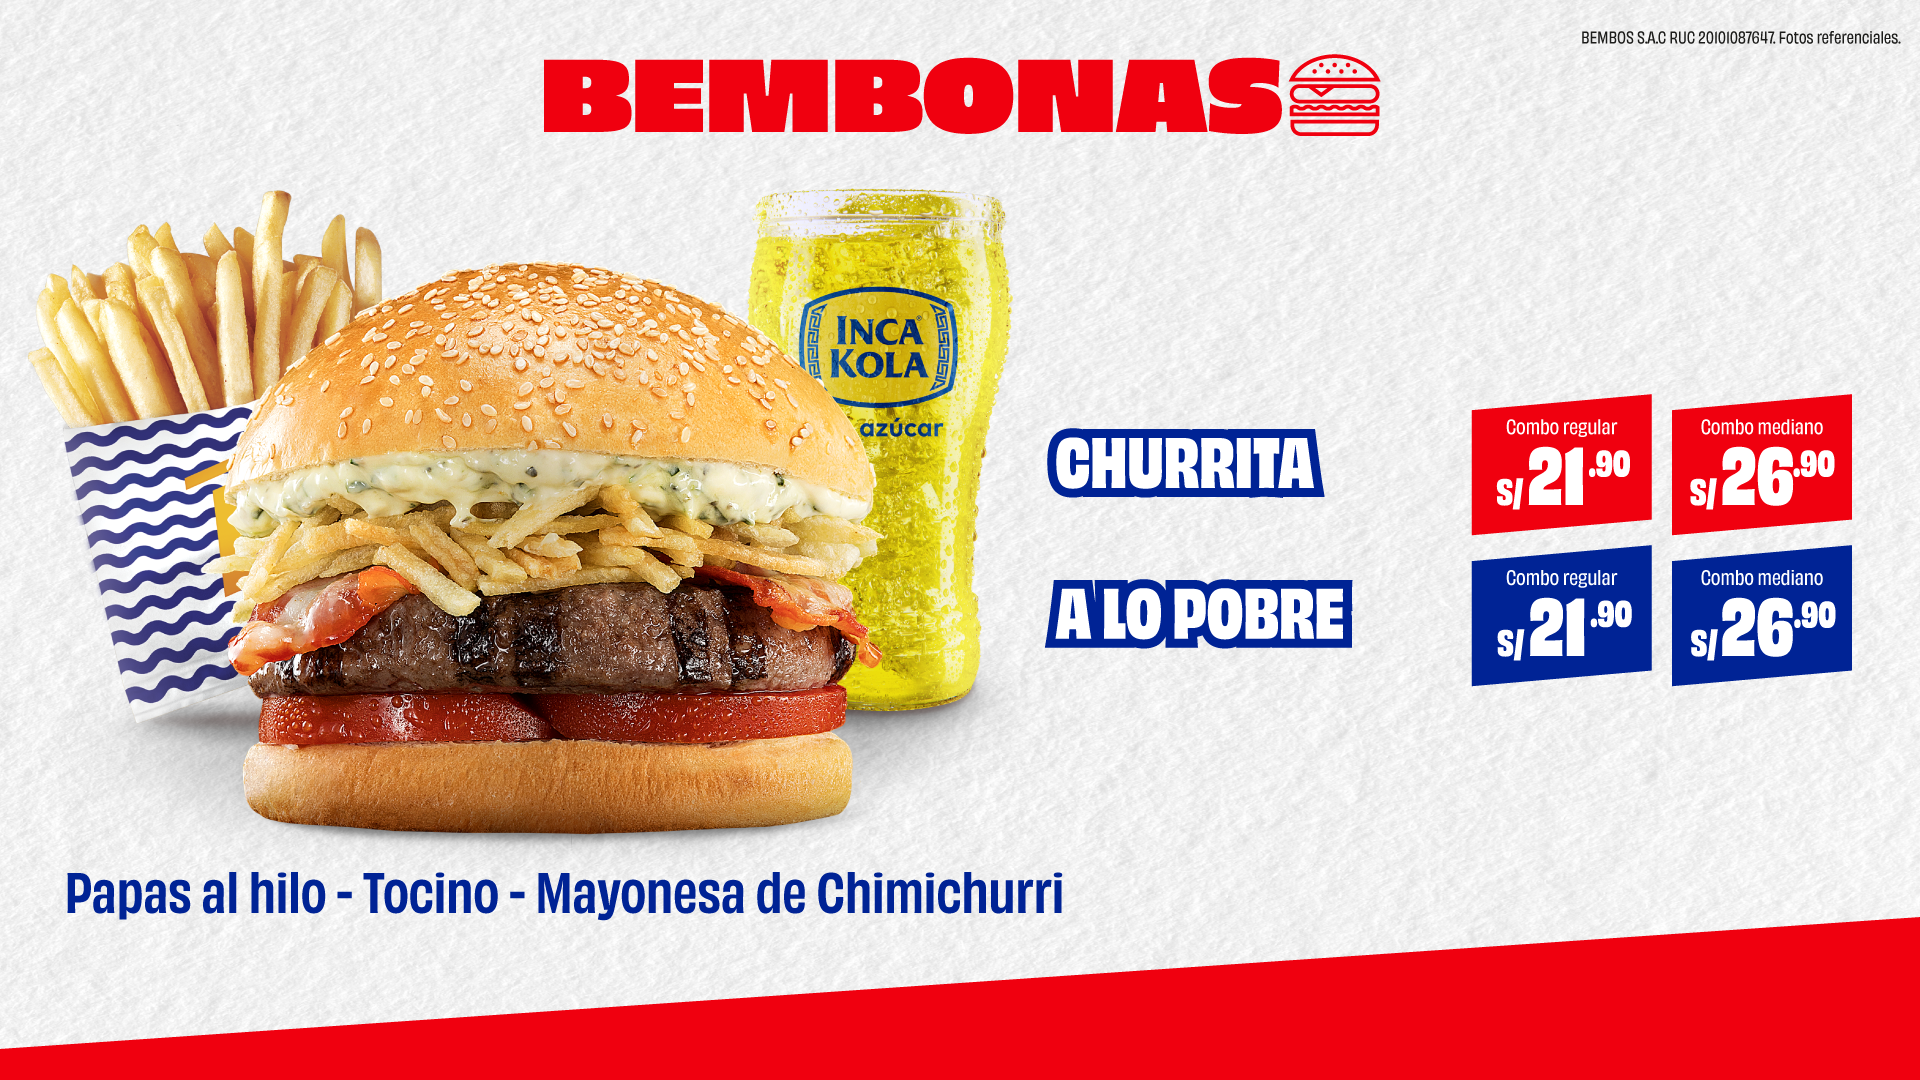 BEMBOS S.A.C RUC 20101087647. Fotos referenciales.
BEMBONAS
INCA
KOLA
azúcar
CHURRITA
Combo regular
S/ 21.90
Combo mediano
S/ 26.90
A LO POBRE
Combo regular
S/ 21.90
Combo mediano
S/ 26.90
Papas al hilo - Tocino - Mayonesa de Chimichurri